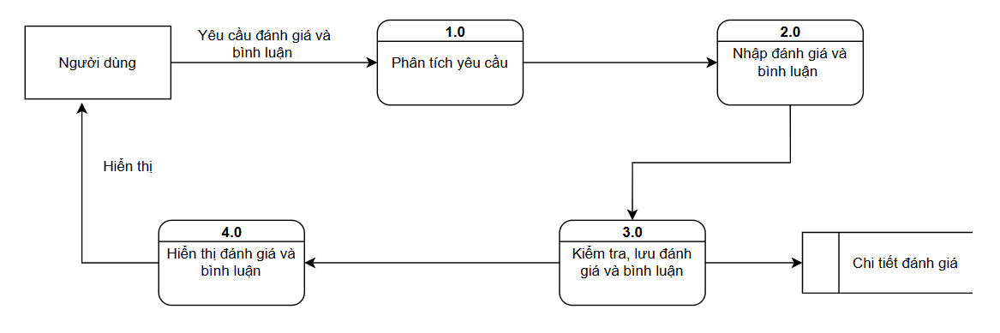 Người dùng
Yêu cầu đánh giá và
bình luận
1.0
Phân tích yêu cầu
2.0
Nhập đánh giá và
bình luận
Hiển thị
4.0
Hiển thị đánh giá và
bình luận
3.0
Kiểm tra, lưu đánh
giá và bình luận
Chi tiết đánh giá